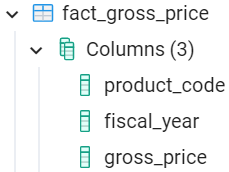 fact_gross_price
Columns (3)
product_code
fiscal_year
gross_price